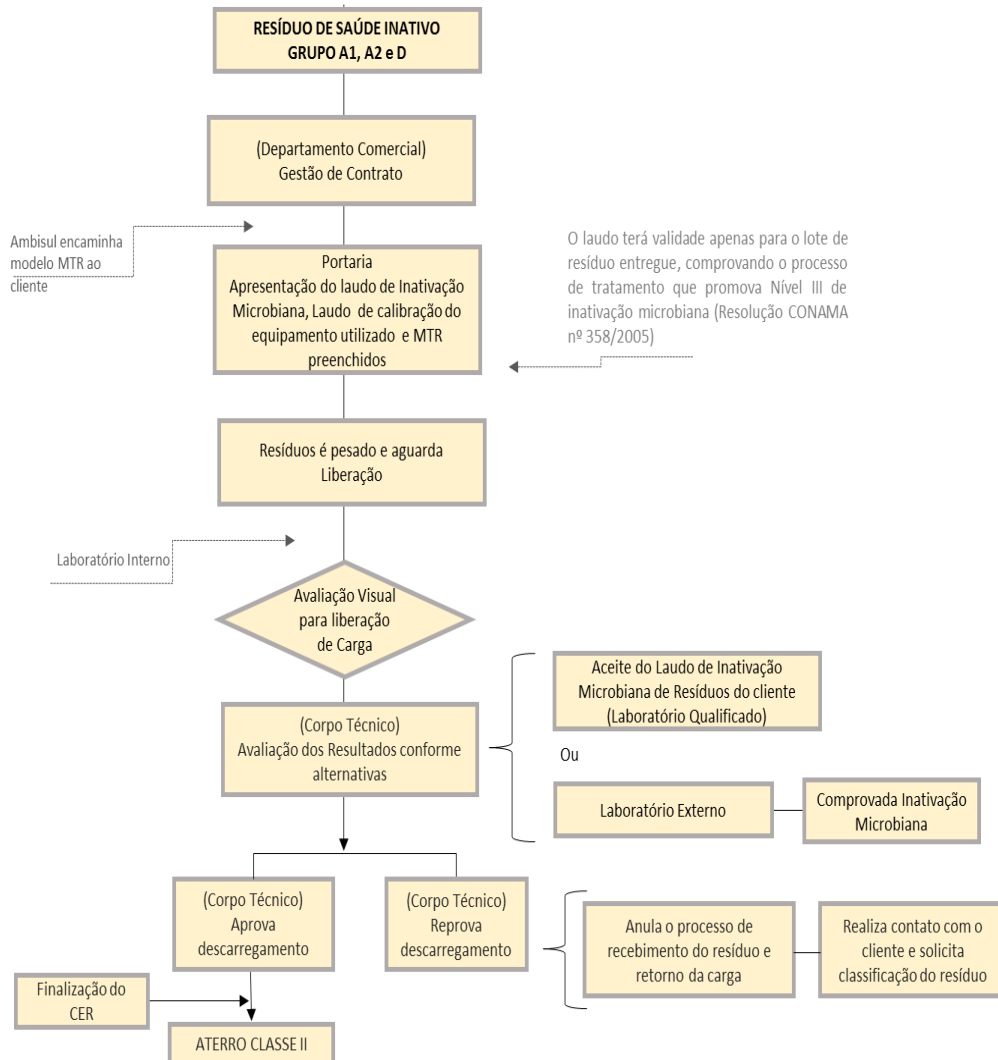 RESÍDUO DE SAÚDE INATIVO
GRUPO A1, A2 e D
(Departamento Comercial)
Gestão de Contrato
Ambisul encaminha
modelo MTR ao
cliente
Portaria
Apresentação do laudo de Inativação
Microbiana, Laudo de calibração do
equipamento utilizado e MTR
preenchidos
O laudo terá validade apenas para o lote de
resíduo entregue, comprovando o processo
de tratamento que promova Nível III de
inativação microbiana (Resolução CONAMA
nº 358/2005)
Resíduos é pesado e aguarda
Liberação
Laboratório Interno
Avaliação Visual
para liberação
de Carga
(Corpo Técnico)
Avaliação dos Resultados conforme
alternativas
Aceite do Laudo de Inativação
Microbiana de Resíduos do cliente
(Laboratório Qualificado)
Ou
Laboratório Externo
Comprovada Inativação
Microbiana
(Corpo Técnico)
Aprova
descarregamento
(Corpo Técnico)
Reprova
descarregamento
Anula o processo de
recebimento do resíduo e
retorno da carga
Realiza contato com o
cliente e solicita
classificação do resíduo
Finalização do
CER
ATERRO CLASSE II